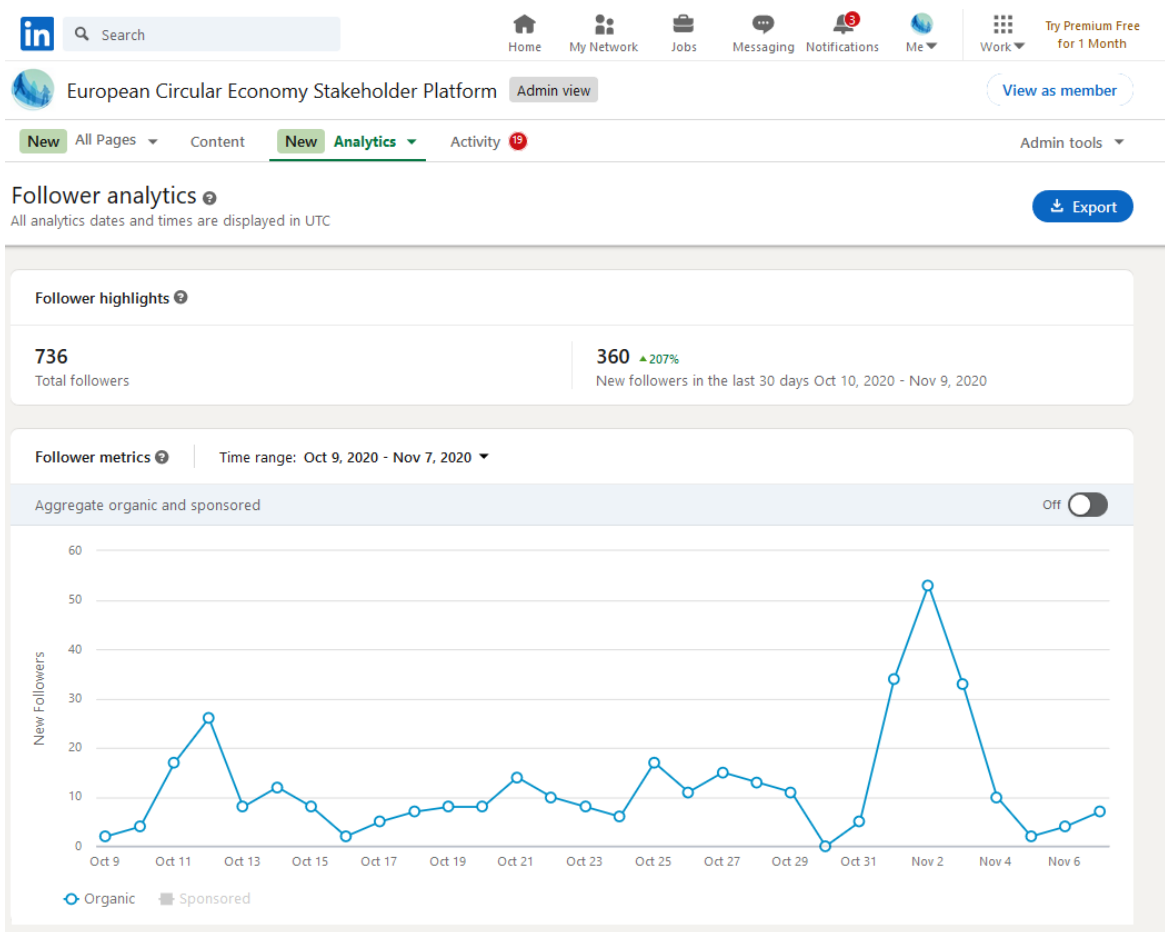 in Search
Home My Network Jobs Messaging 3 Notifications Me Work Try Premium Free for 1 Month
European Circular Economy Stakeholder Platform Admin view View as member
New All Pages Content New Analytics Activity 19 Admin tools
Follower analytics ?
All analytics dates and times are displayed in UTC
Export
Follower highlights ?
736
Total followers
360 207%
New followers in the last 30 days Oct 10, 2020 - Nov 9, 2020
Follower metrics ? Time range: Oct 9, 2020 - Nov 7, 2020
Aggregate organic and sponsored Off
New Followers
60
50
40
30
20
10
0
Oct 9 Oct 11 Oct 13 Oct 15 Oct 17 Oct 19 Oct 21 Oct 23 Oct 25 Oct 27 Oct 29 Oct 31 Nov 2 Nov 4 Nov 6
Organic Sponsored